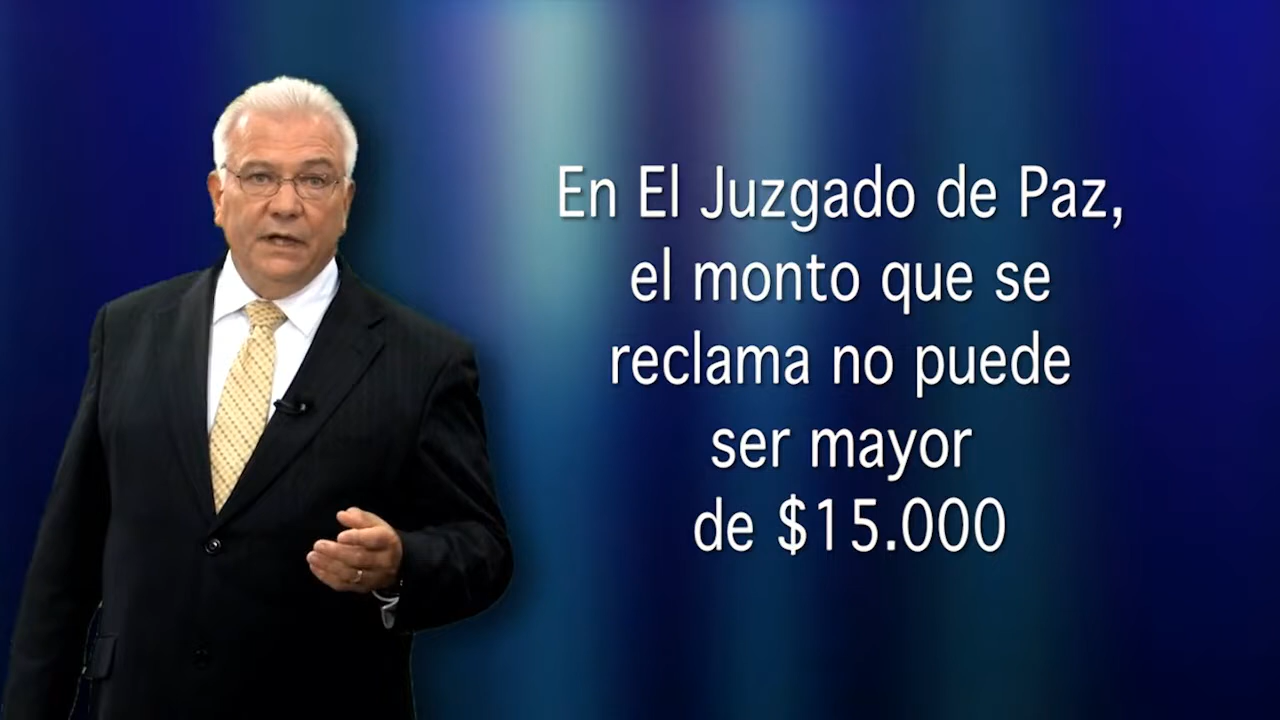 En El Juzgado de Paz,
el monto que se
reclama no puede
ser mayor
de $15.000